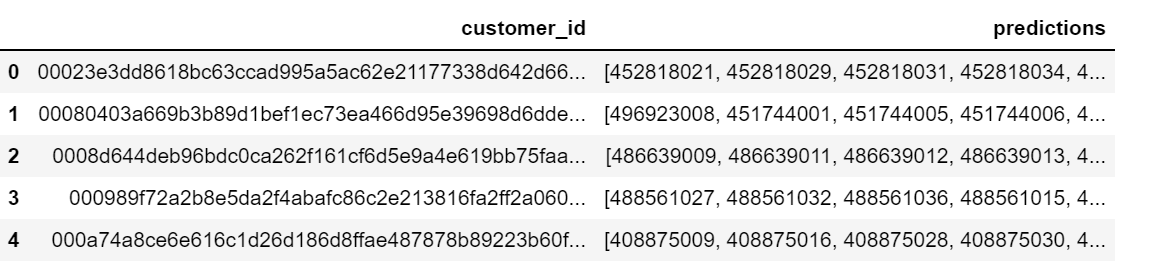 customer_id predictions
0 00023e3dd8618bc63ccad995a5ac62e21177338d642d66... [452818021, 452818029, 452818031, 452818034, 4...
1 00080403a669b3b89d1bef1ec73ea466d95e39698d6dde... [496923008, 451744001, 451744005, 451744006, 4...
2 0008d644deb96bdc0ca262f161cf6d5e9a4e619bb75faa... [486639009, 486639011, 486639012, 486639013, 4...
3 000989f72a2b8e5da2f4abafc86c2e213816fa2ff2a060... [488561027, 488561032, 488561036, 488561015, 4...
4 000a74a8ce6e616c1d26d186d8ffae487878b89223b60f... [408875009, 408875016, 408875028, 408875030, 4...